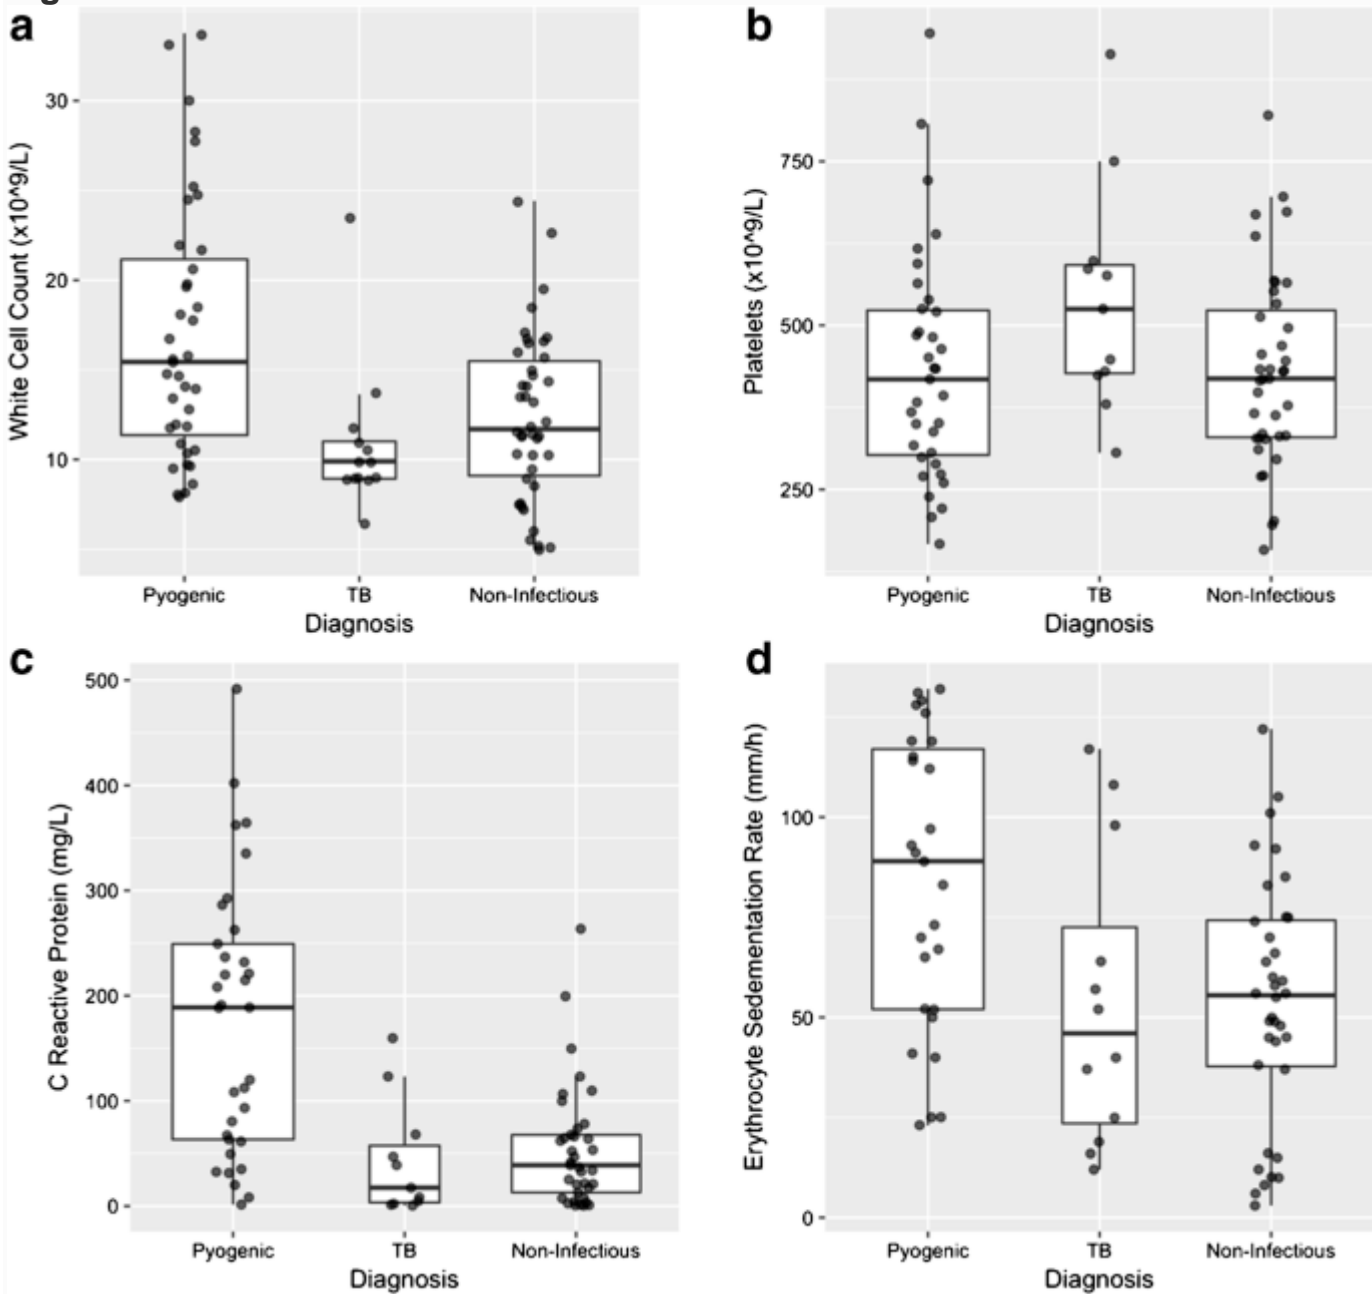 a
White Cell Count (x10^9/L)
30
20
10
Pyogenic TB Non-Infectious
Diagnosis
b
Platelets (x10^9/L)
750
500
250
Pyogenic TB Non-Infectious
Diagnosis
c
C Reactive Protein (mg/L)
500
400
300
200
100
0
Pyogenic TB Non-Infectious
Diagnosis
d
Erythrocyte Sedementation Rate (mm/h)
100
50
0
Pyogenic TB Non-Infectious
Diagnosis